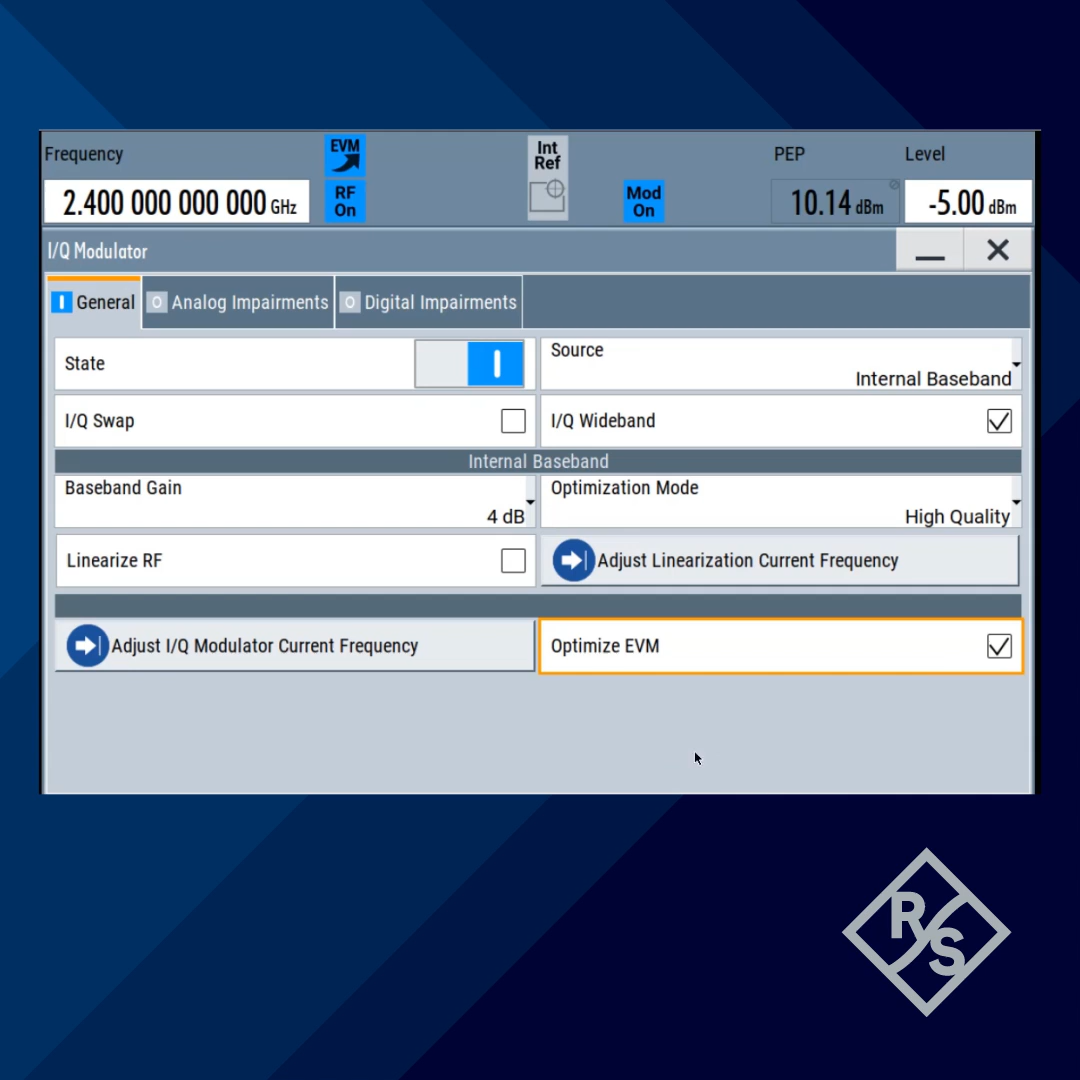 Frequency
EVM
Int
Ref
PEP
Level
2.400 000 000 000 GHz
RF
On
Mod
On
10.14 dBm
-5.00 dBm
I/Q Modulator
General
O Analog Impairments
O Digital Impairments
State
Source
Internal Baseband
I/Q Swap
I/Q Wideband
Internal Baseband
Baseband Gain
4 dB
Optimization Mode
High Quality
Linearize RF
Adjust Linearization Current Frequency
Adjust I/Q Modulator Current Frequency
Optimize EVM
R
S